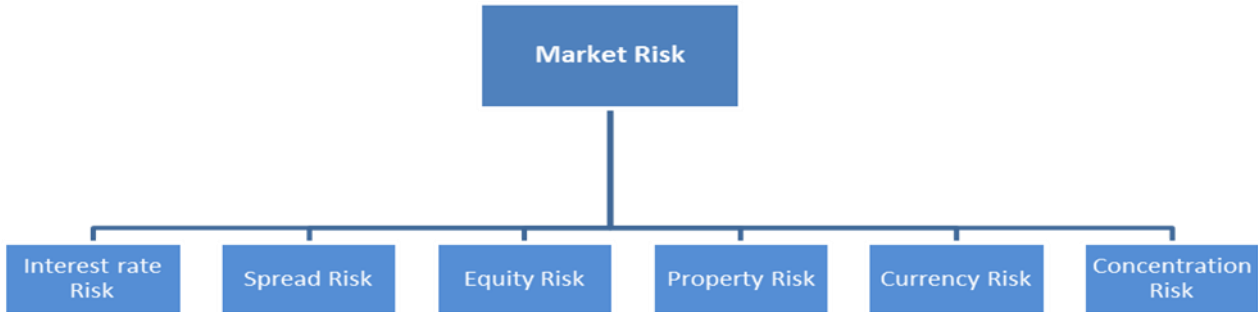 Market Risk
Interest rate
Risk
Spread Risk
Equity Risk
Property Risk
Currency Risk
Concentration
Risk